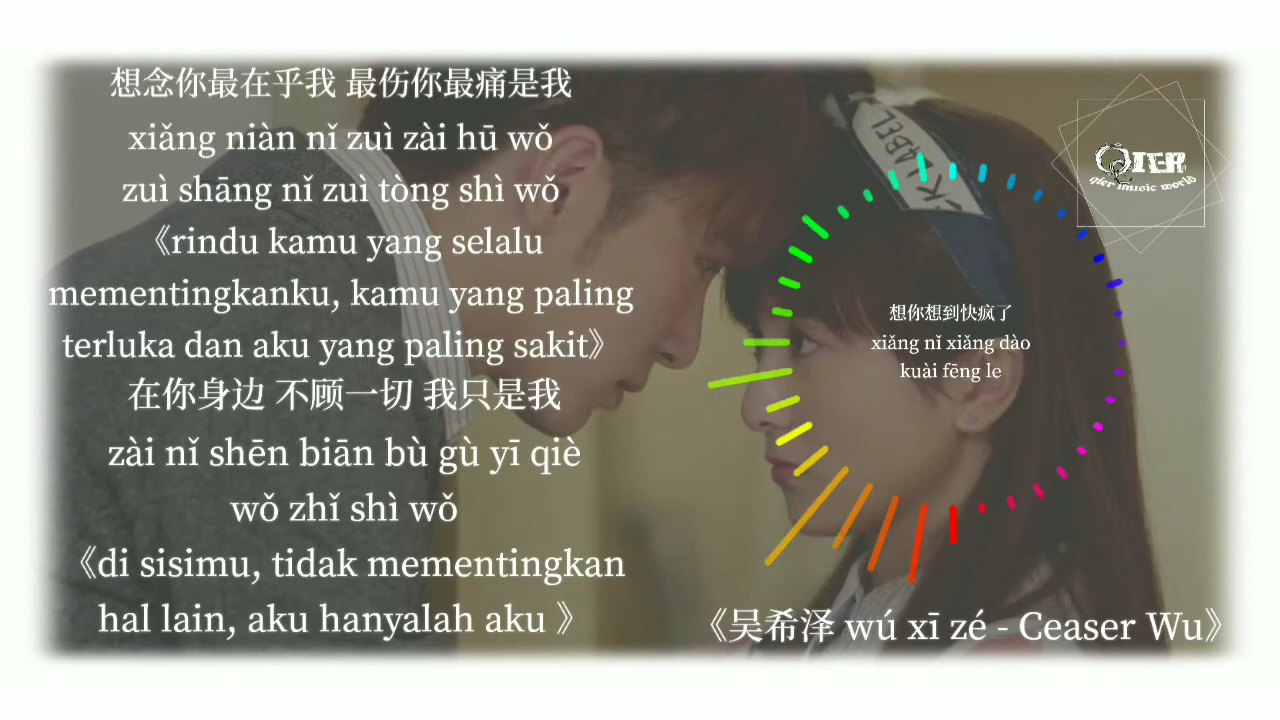 想念你最在乎我 最伤你最痛是我
xiǎng niàn nǐ zuì zài hū wǒ
zuì shāng nǐ zuì tòng shì wǒ
《rindu kamu yang selalu
mementingkanku, kamu yang paling
terluka dan aku yang paling sakit》
在你身边 不顾一切 我只是我
zài nǐ shēn biān bù gù yī qiè
wǒ zhǐ shì wǒ
《di sisimu, tidak mementingkan
hal lain, aku hanyalah aku 》
LABEL
QIER
qier music world
想你想到快疯了
xiǎng nǐ xiǎng dào
kuài fēng le
《吴希泽 wú xī zé - Ceaser Wu》